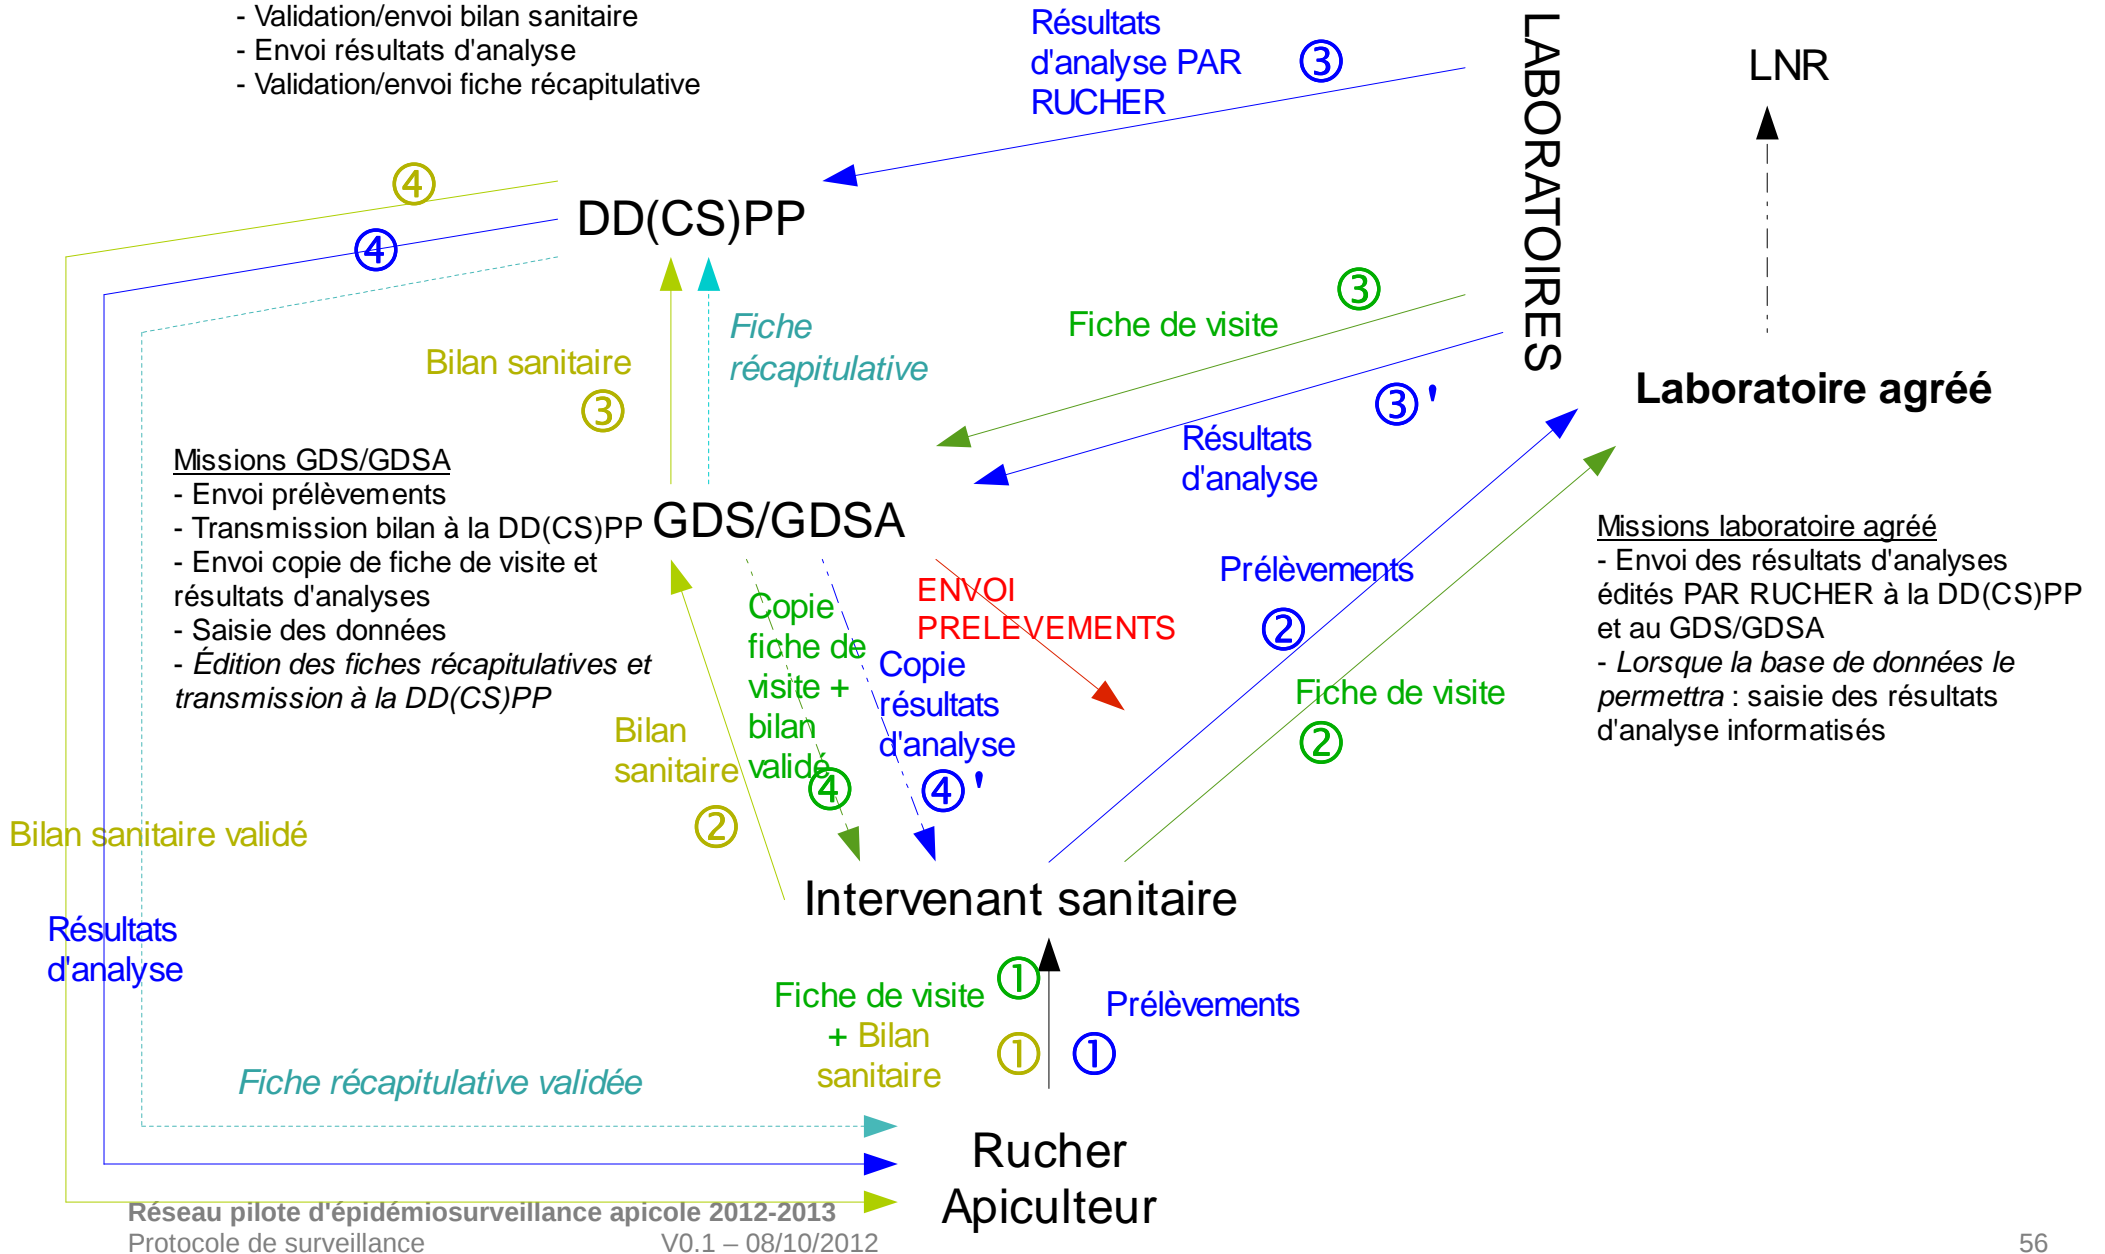 - Validation/envoi bilan sanitaire
- Envoi résultats d'analyse
- Validation/envoi fiche récapitulative
Résultats
d'analyse PAR
RUCHER
③
LABORATOIRES
LNR
④
④
DD(CS)PP
Fiche
récapitulative
Bilan sanitaire
③
Fiche de visite
③
③'
Résultats
d'analyse
Laboratoire agréé
Missions GDS/GDSA
- Envoi prélèvements
- Transmission bilan à la DD(CS)PP
- Envoi copie de fiche de visite et
résultats d'analyses
- Saisie des données
- Édition des fiches récapitulatives et
transmission à la DD(CS)PP
GDS/GDSA
Missions laboratoire agréé
- Envoi des résultats d'analyses
édités PAR RUCHER à la DD(CS)PP
et au GDS/GDSA
- Lorsque la base de données le
permettra : saisie des résultats
d'analyse informatisés
Prélèvements
②
Fiche de visite
②
ENVOI
PRELEVEMENTS
Copie
fiche de
visite +
bilan
validé
④
Copie
résultats
d'analyse
④'
Bilan
sanitaire
②
Bilan sanitaire validé
Résultats
d'analyse
Intervenant sanitaire
Fiche de visite
+ Bilan
sanitaire
①
①
①
Prélèvements
Fiche récapitulative validée
Rucher
Apiculteur
Réseau pilote d'épidémiosurveillance apicole 2012-2013
Protocole de surveillance V0.1 – 08/10/2012 56